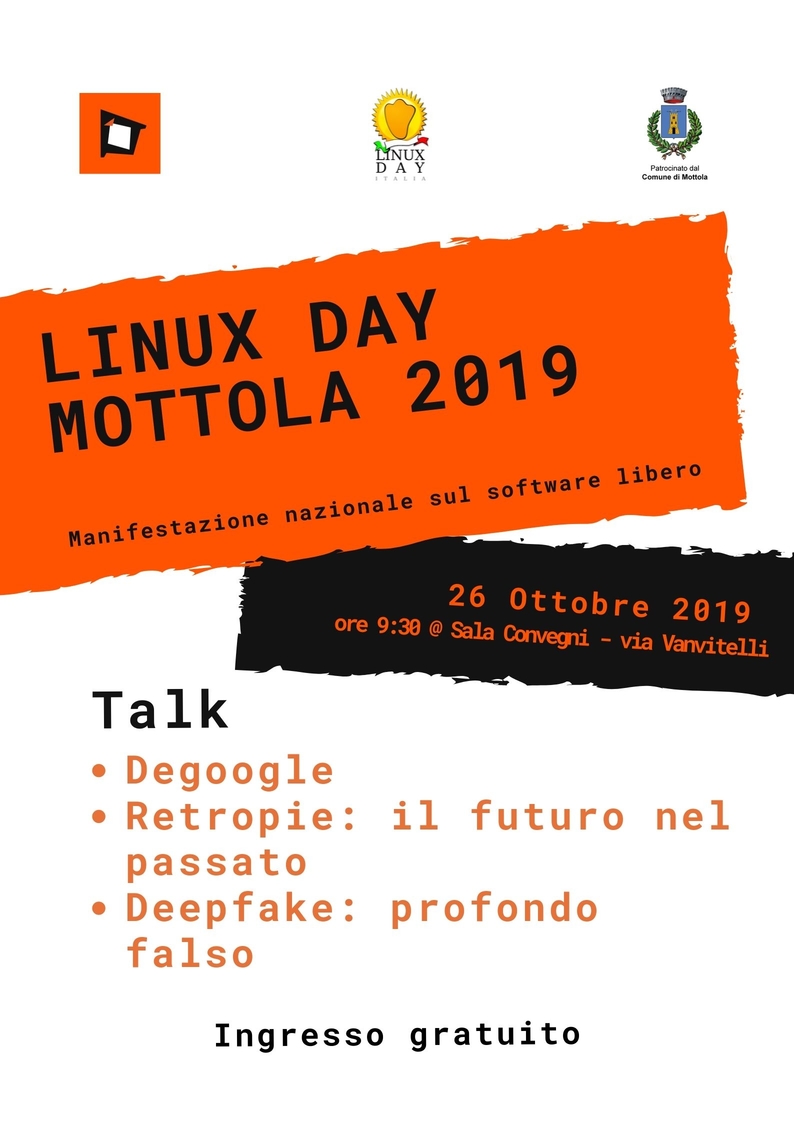 LINUX
DAY
ITALIA
Patrocinato dal
Comune di Mottola
LINUX DAY
MOTTOLA 2019
Manifestazione nazionale sul software libero
26 Ottobre 2019
ore 9:30 @ Sala Convegni – via Vanvitelli
Talk
• Degoogle
• Retropie: il futuro nel
passato
• Deepfake: profondo
falso
Ingresso gratuito